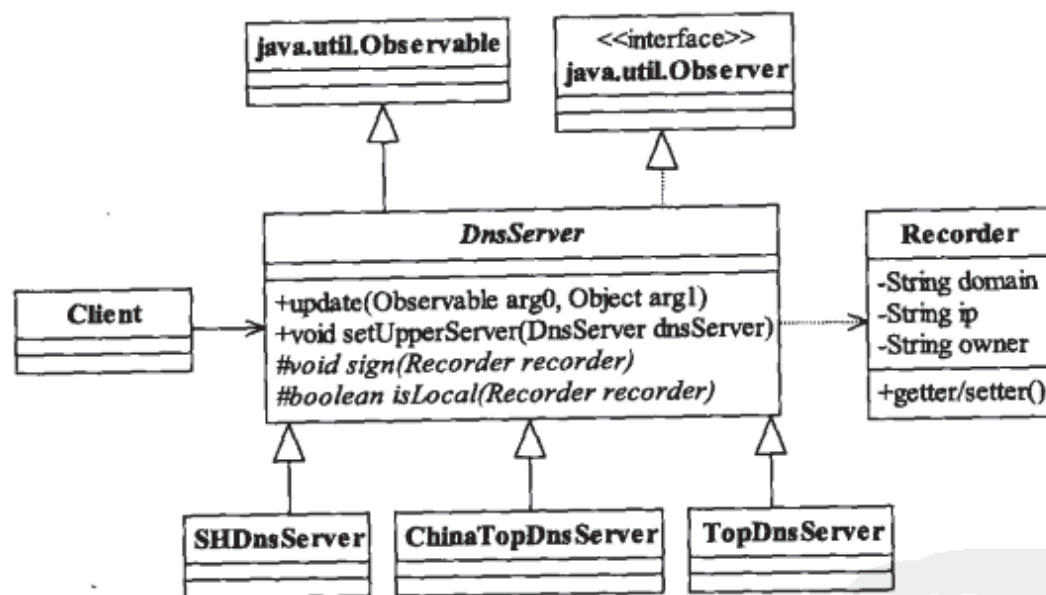 java.util.Observable
<<interface>>
java.util.Observer
DnsServer
+update(Observable arg0, Object arg1)
+void setUpperServer(DnsServer dnsServer)
#void sign(Recorder recorder)
#boolean isLocal(Recorder recorder)
Client
Recorder
-String domain
-String ip
-String owner
+getter/setter()
SHDnsServer
ChinaTopDnsServer
TopDnsServer